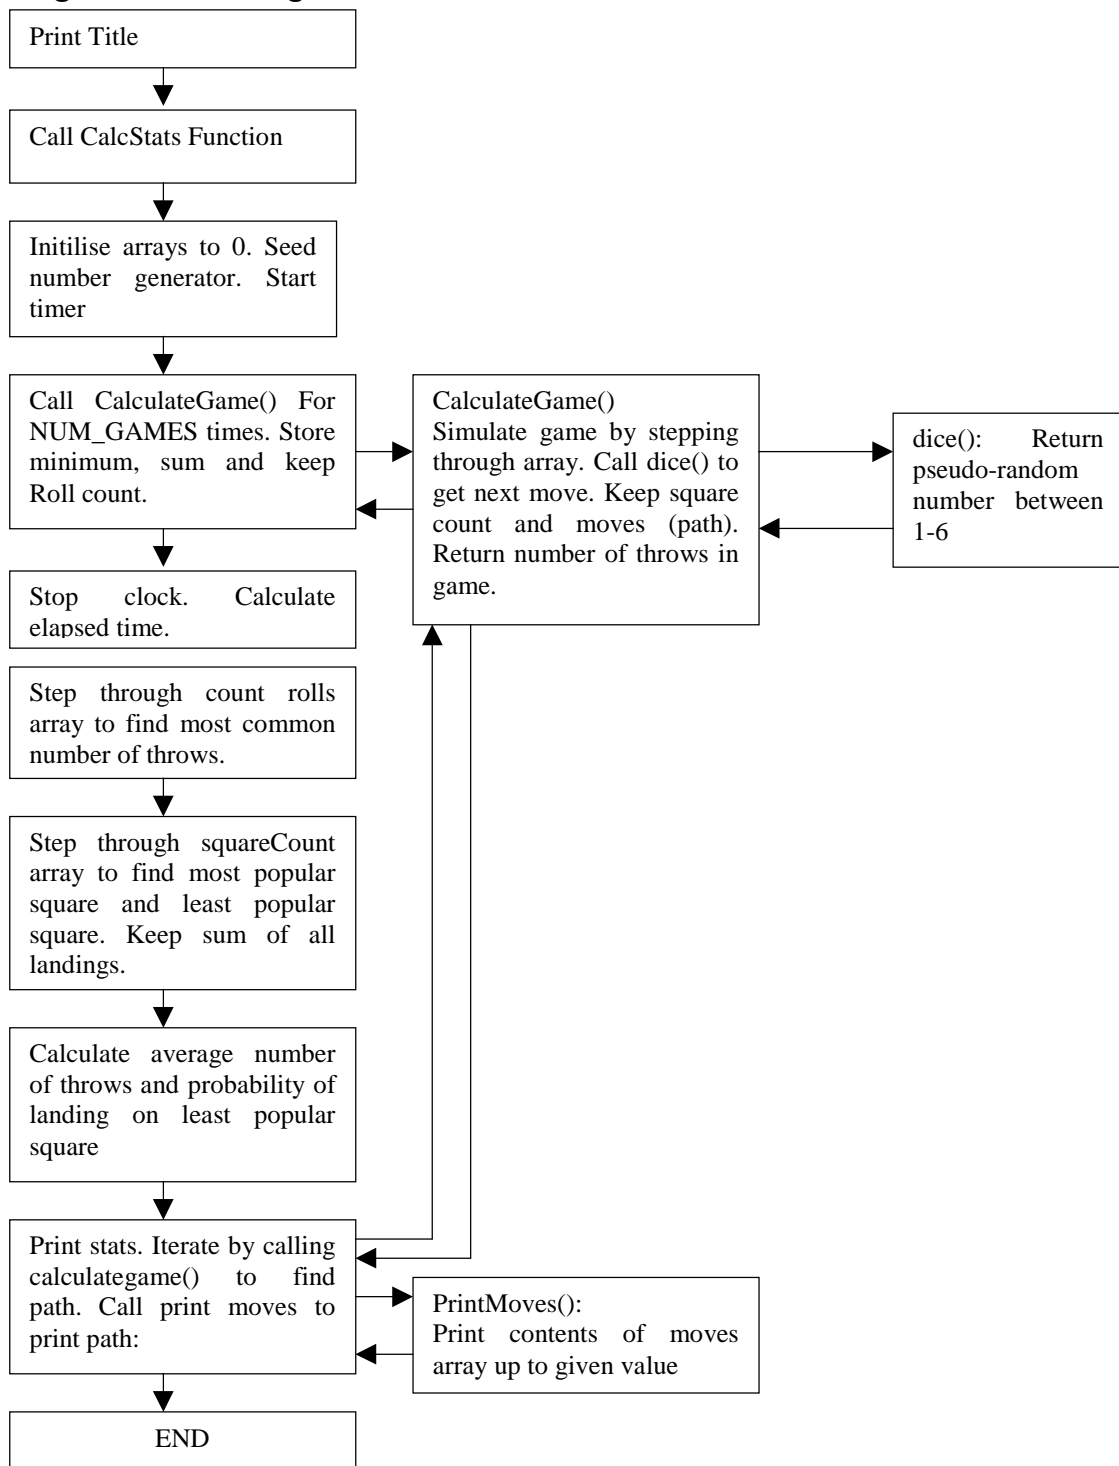 Print Title
Call CalcStats Function
Initilise arrays to 0. Seed
number generator. Start
timer
Call CalculateGame() For
NUM_GAMES times. Store
minimum, sum and keep
Roll count.
CalculateGame()
Simulate game by stepping
through array. Call dice() to
get next move. Keep square
count and moves (path).
Return number of throws in
game.
dice(): Return
pseudo-random
number between
1-6
Stop clock. Calculate
elapsed time.
Step through count rolls
array to find most common
number of throws.
Step through squareCount
array to find most popular
square and least popular
square. Keep sum of all
landings.
Calculate average number
of throws and probability of
landing on least popular
square
Print stats. Iterate by calling
calculategame() to find
path. Call print moves to
print path:
PrintMoves():
Print contents of moves
array up to given value
END